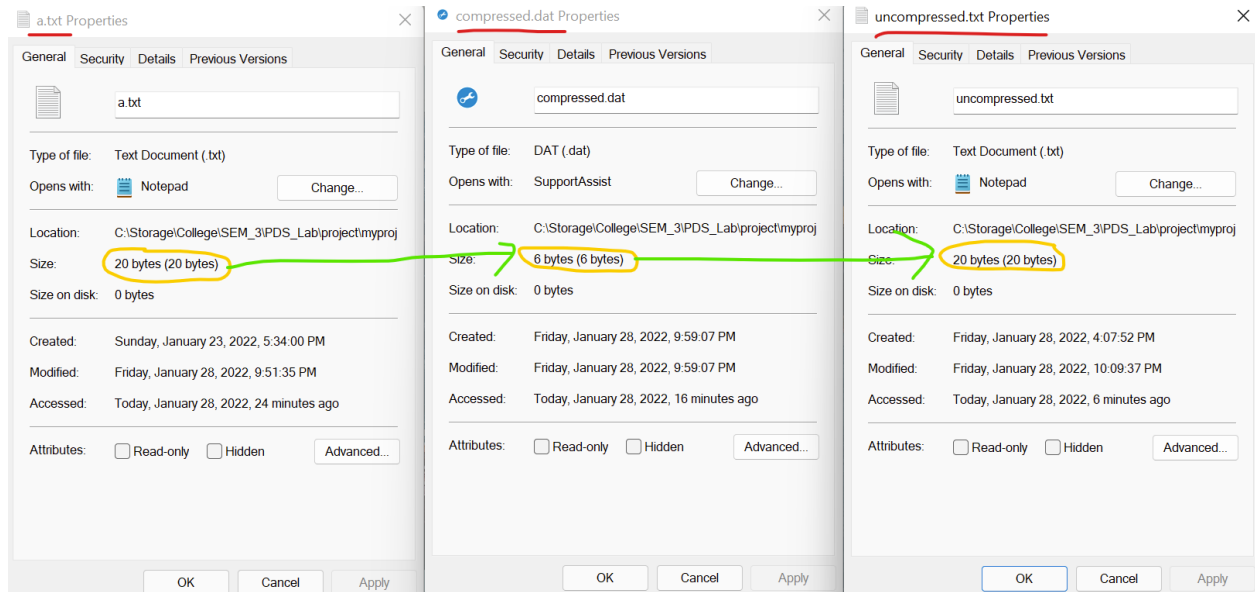 a.txt Properties
General Security Details Previous Versions
a.txt
Type of file: Text Document (.txt)
Opens with: Notepad Change...
Location: C:\Storage\College\SEM_3\PDS_Lab\project\myproj
Size: 20 bytes (20 bytes)
Size on disk: 0 bytes
Created: Sunday, January 23, 2022, 5:34:00 PM
Modified: Friday, January 28, 2022, 9:51:35 PM
Accessed: Today, January 28, 2022, 24 minutes ago
Attributes: Read-only Hidden Advanced...
OK Cancel Apply
compressed.dat Properties
General Security Details Previous Versions
compressed.dat
Type of file: DAT (.dat)
Opens with: SupportAssist Change...
Location: C:\Storage\College\SEM_3\PDS_Lab\project\myproj
Size: 6 bytes (6 bytes)
Size on disk: 0 bytes
Created: Friday, January 28, 2022, 9:59:07 PM
Modified: Friday, January 28, 2022, 9:59:07 PM
Accessed: Today, January 28, 2022, 16 minutes ago
Attributes: Read-only Hidden Advanced...
OK Cancel Apply
uncompressed.txt Properties
General Security Details Previous Versions
uncompressed.txt
Type of file: Text Document (.txt)
Opens with: Notepad Change...
Location: C:\Storage\College\SEM_3\PDS_Lab\project\myproj
Size: 20 bytes (20 bytes)
Size on disk: 0 bytes
Created: Friday, January 28, 2022, 4:07:52 PM
Modified: Friday, January 28, 2022, 10:09:37 PM
Accessed: Today, January 28, 2022, 6 minutes ago
Attributes: Read-only Hidden Advanced...
OK Cancel Apply